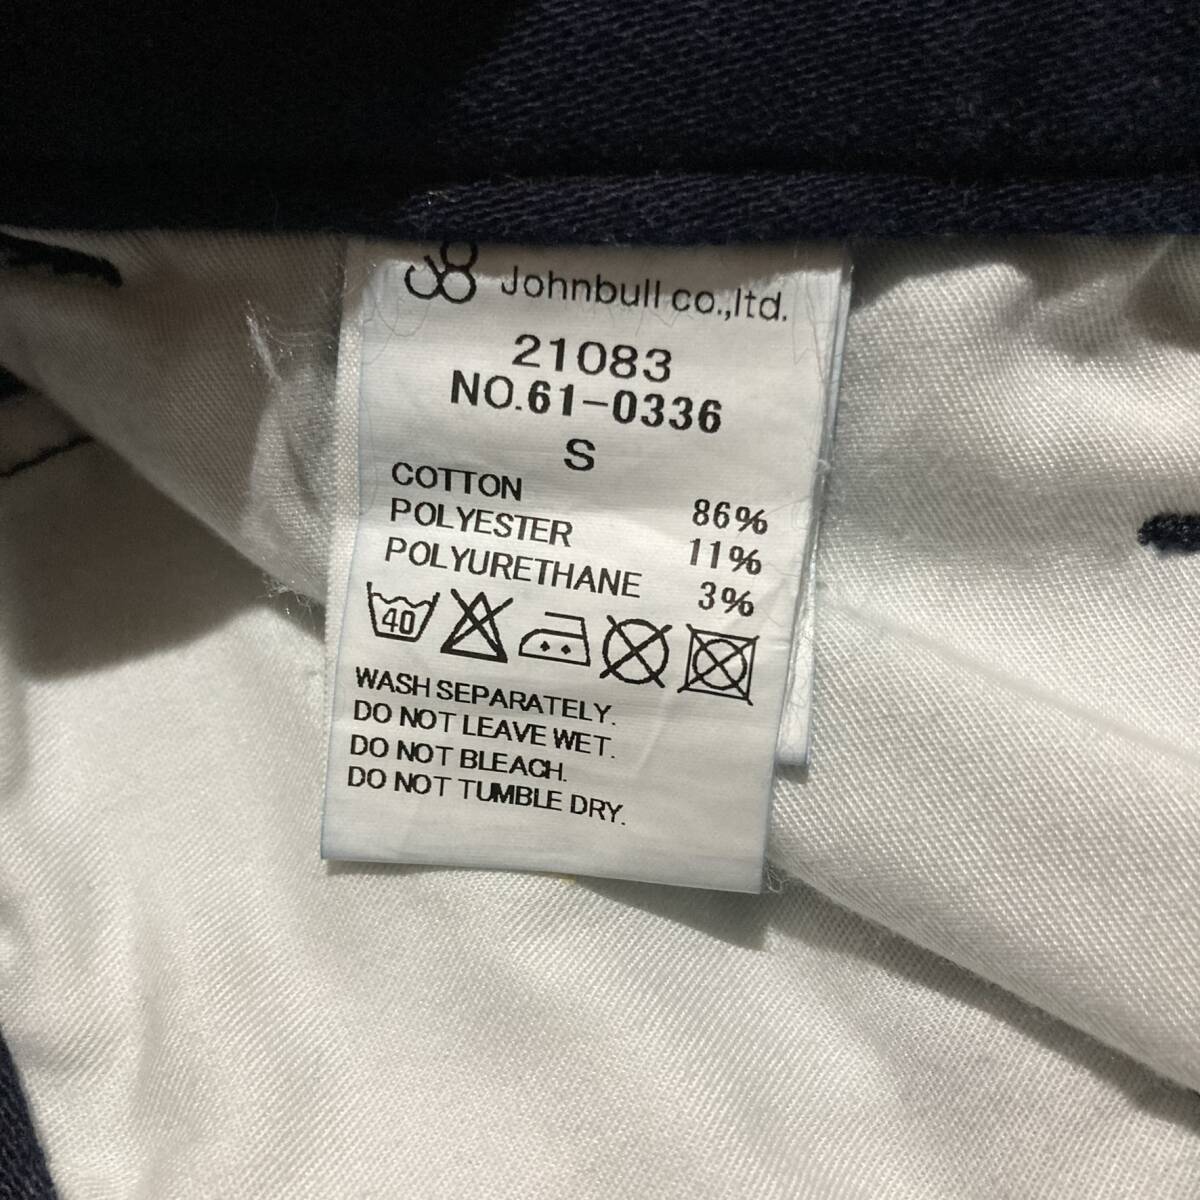 Johnbull co.,ltd.
21083
NO.61-0336
S
COTTON 86%
POLYESTER 11%
POLYURETHANE 3%
40
WASH SEPARATELY.
DO NOT LEAVE WET.
DO NOT BLEACH.
DO NOT TUMBLE DRY.